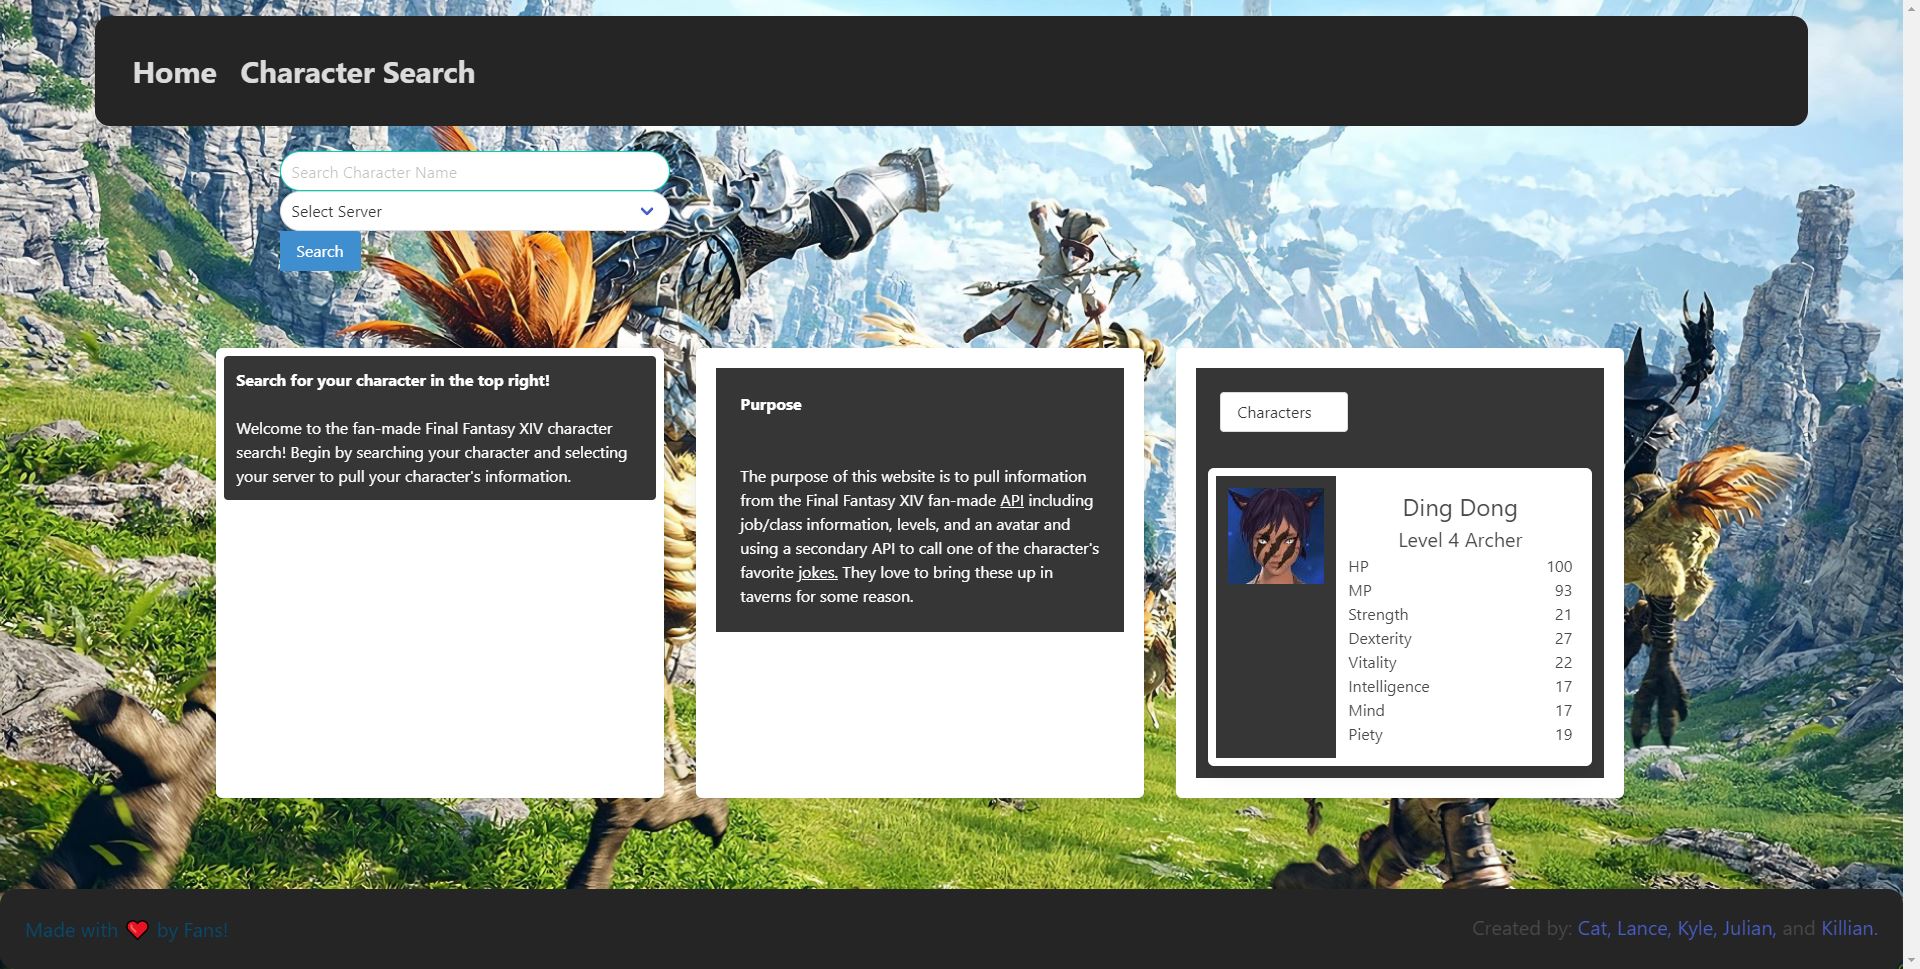 Home Character Search
Search Character Name
Select Server
Search
Search for your character in the top right!
Welcome to the fan-made Final Fantasy XIV character
search! Begin by searching your character and selecting
your server to pull your character's information.
Purpose
The purpose of this website is to pull information
from the Final Fantasy XIV fan-made API including
job/class information, levels, and an avatar and
using a secondary API to call one of the character's
favorite jokes. They love to bring these up in
taverns for some reason.
Characters
Ding Dong
Level 4 Archer
HP 100
MP 93
Strength 21
Dexterity 27
Vitality 22
Intelligence 17
Mind 17
Piety 19
Made with ❤️ by Fans!
Created by: Cat, Lance, Kyle, Julian, and Killian.